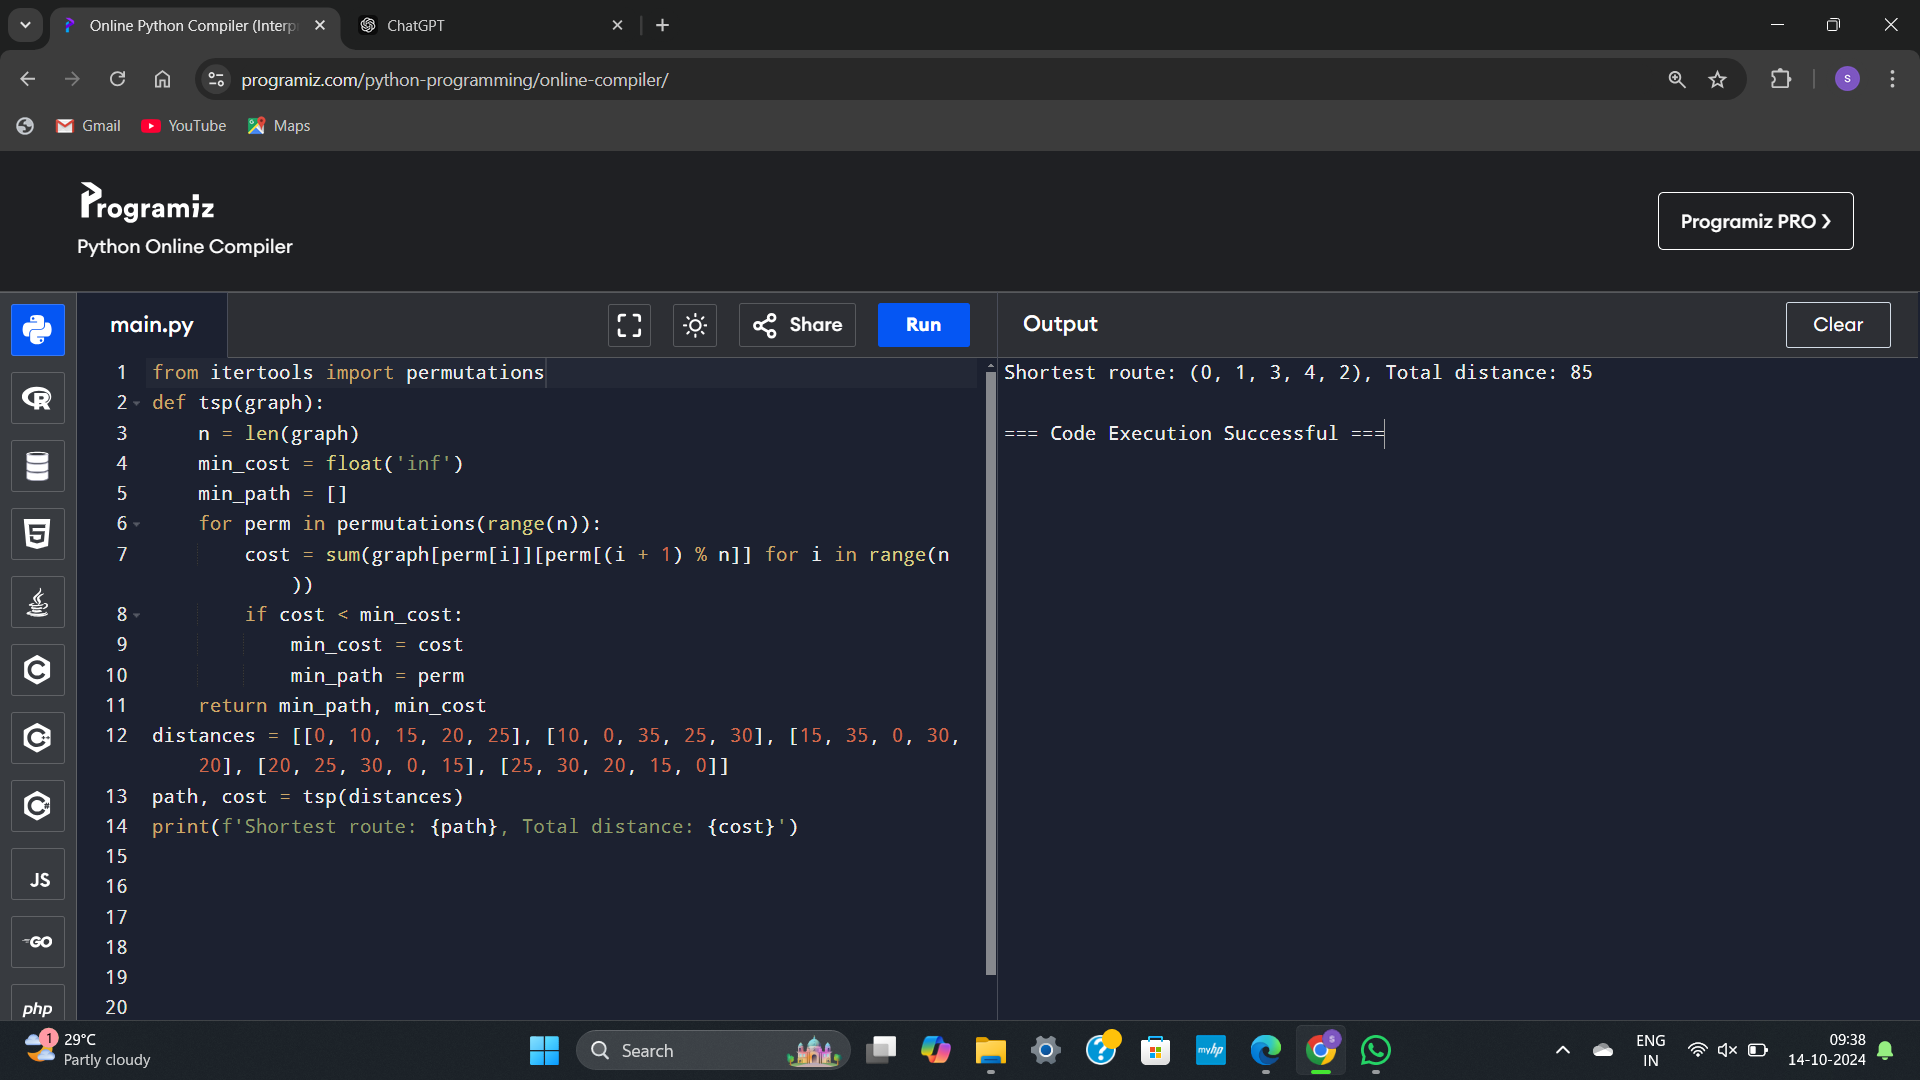 Online Python Compiler (Interp
ChatGPT
programiz.com/python-programming/online-compiler/
S
Gmail
YouTube
Maps
Programiz
Python Online Compiler
Programiz PRO ❯
main.py
Share
Run
Output
Clear
1 from itertools import permutations
2 def tsp(graph):
3     n = len(graph)
4     min_cost = float('inf')
5     min_path = []
6     for perm in permutations(range(n)):
7         cost = sum(graph[perm[i]][perm[(i + 1) % n]] for i in range(n
))
8         if cost < min_cost:
9             min_cost = cost
10             min_path = perm
11     return min_path, min_cost
12 distances = [[0, 10, 15, 20, 25], [10, 0, 35, 25, 30], [15, 35, 0, 30,
20], [20, 25, 30, 0, 15], [25, 30, 20, 15, 0]]
13 path, cost = tsp(distances)
14 print(f'Shortest route: {path}, Total distance: {cost}')
15
16
17
18
19
20
Shortest route: (0, 1, 3, 4, 2), Total distance: 85
=== Code Execution Successful ===
R
5
C
C
C#
JS
GO
php
1
29°C
Partly cloudy
Search
myhp
S
ENG
IN
09:38
14-10-2024